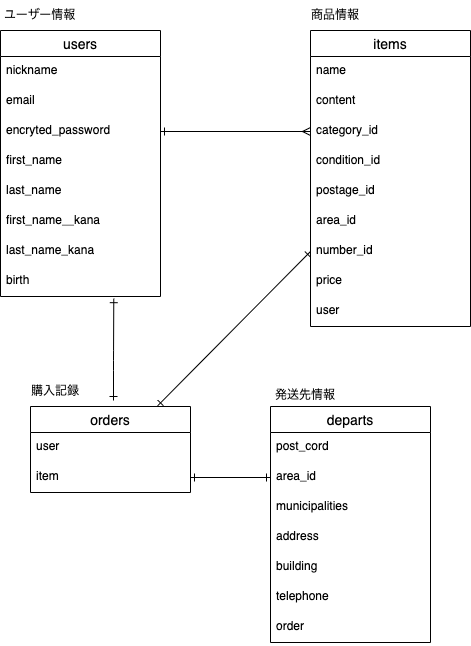 ユーザー情報
users
nickname
email
encryted_password
first_name
last_name
first_name__kana
last_name_kana
birth
商品情報
items
name
content
category_id
condition_id
postage_id
area_id
number_id
price
user
購入記録
orders
user
item
発送先情報
departs
post_cord
area_id
municipalities
address
building
telephone
order